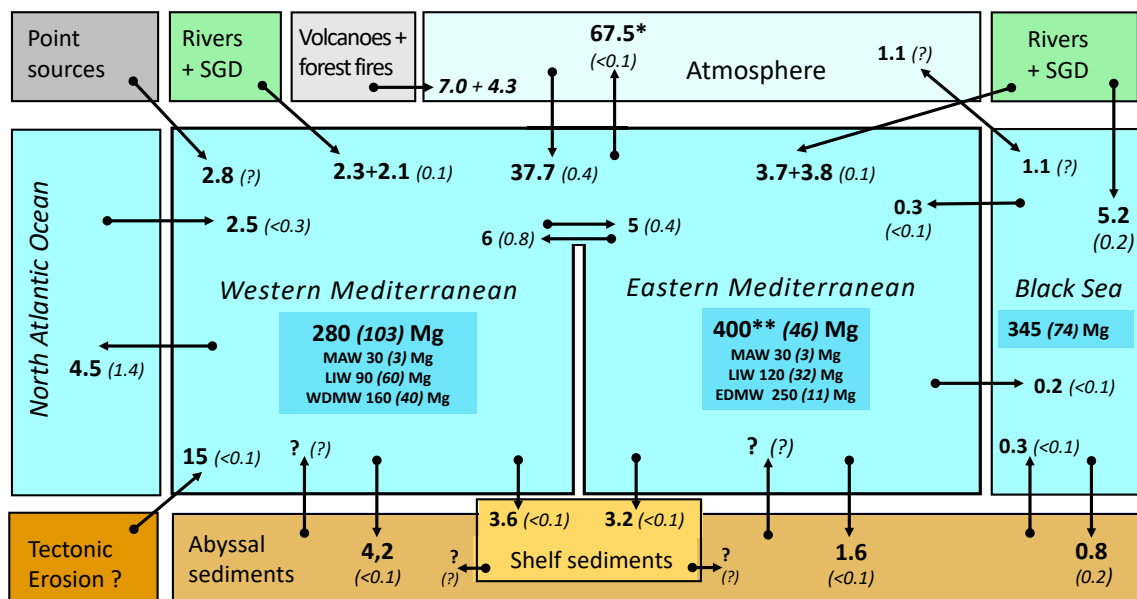 Point
sources
Rivers
+ SGD
Volcanoes +
forest fires
7.0 + 4.3
67.5*
(<0.1)
Atmosphere
1.1 (?)
Rivers
+ SGD
North Atlantic Ocean
2.8 (?)
2.3+2.1 (0.1)
37.7 (0.4)
3.7+3.8 (0.1)
1.1 (?)
2.5 (<0.3)
6 (0.8)
5 (0.4)
0.3
(<0.1)
5.2
(0.2)
Western Mediterranean
280 (103) Mg
MAW 30 (3) Mg
LIW 90 (60) Mg
WDMW 160 (40) Mg
Eastern Mediterranean
400** (46) Mg
MAW 30 (3) Mg
LIW 120 (32) Mg
EDMW 250 (11) Mg
Black Sea
345 (74) Mg
4.5 (1.4)
0.2 (<0.1)
15 (<0.1)
? (?)
? (?)
0.3 (<0.1)
Tectonic
Erosion ?
Abyssal
sediments
4,2
(<0.1)
3.6 (<0.1)
3.2 (<0.1)
Shelf sediments
?
(?)
?
(?)
1.6
(<0.1)
0.8
(0.2)